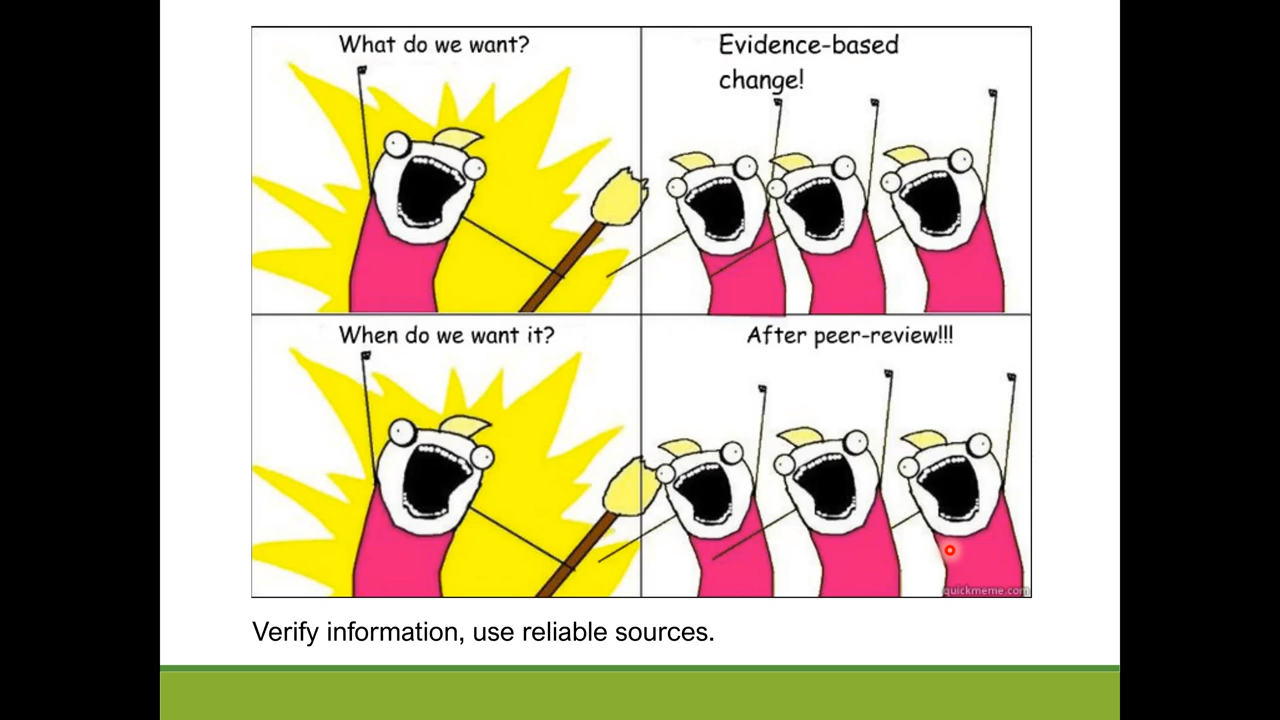 What do we want?
Evidence-based
change!
When do we want it?
After peer-review!!!
quickmeme.com
Verify information, use reliable sources.